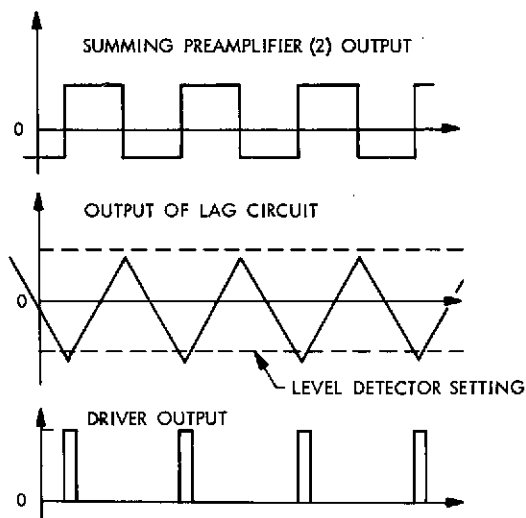 SUMMING PREAMPLIFIER (2) OUTPUT
0
OUTPUT OF LAG CIRCUIT
0
LEVEL DETECTOR SETTING
DRIVER OUTPUT
0